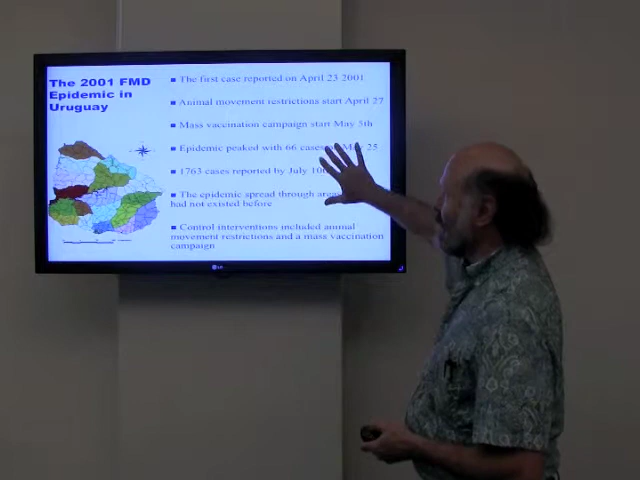 The 2001 FMD
Epidemic in
Uruguay
The first case reported on April 23 2001
Animal movement restrictions start April 27
Mass vaccination campaign start May 5th
Epidemic peaked with 66 cases May 25
1763 cases reported by July
The epidemic spread through
had not existed before
Control interventions included animal
movement restrictions and a mass vaccination
campaign
LG